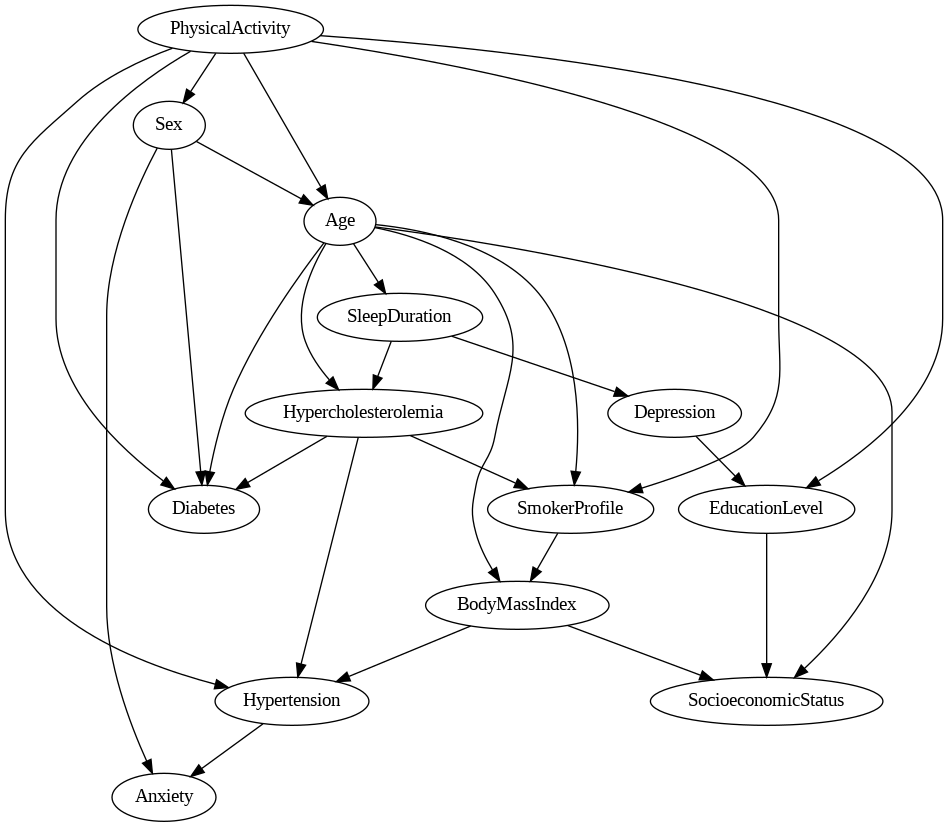 PhysicalActivity
Sex
Age
SleepDuration
Hypercholesterolemia
Depression
Diabetes
SmokerProfile
EducationLevel
BodyMassIndex
Hypertension
SocioeconomicStatus
Anxiety